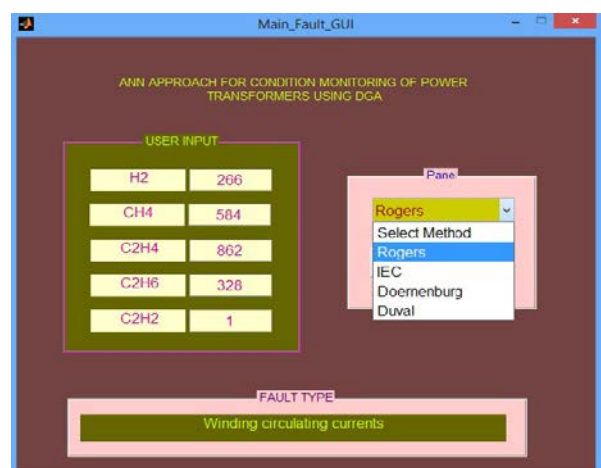 Main_Fault_GUI
ANN APPROACH FOR CONDITION MONITORING OF POWER
TRANSFORMERS USING DGA
USER INPUT
H2 266
CH4 584
C2H4 862
C2H6 328
C2H2 1
Pane
Rogers
Select Method
Rogers
IEC
Doernenburg
Duval
FAULT TYPE
Winding circulating currents